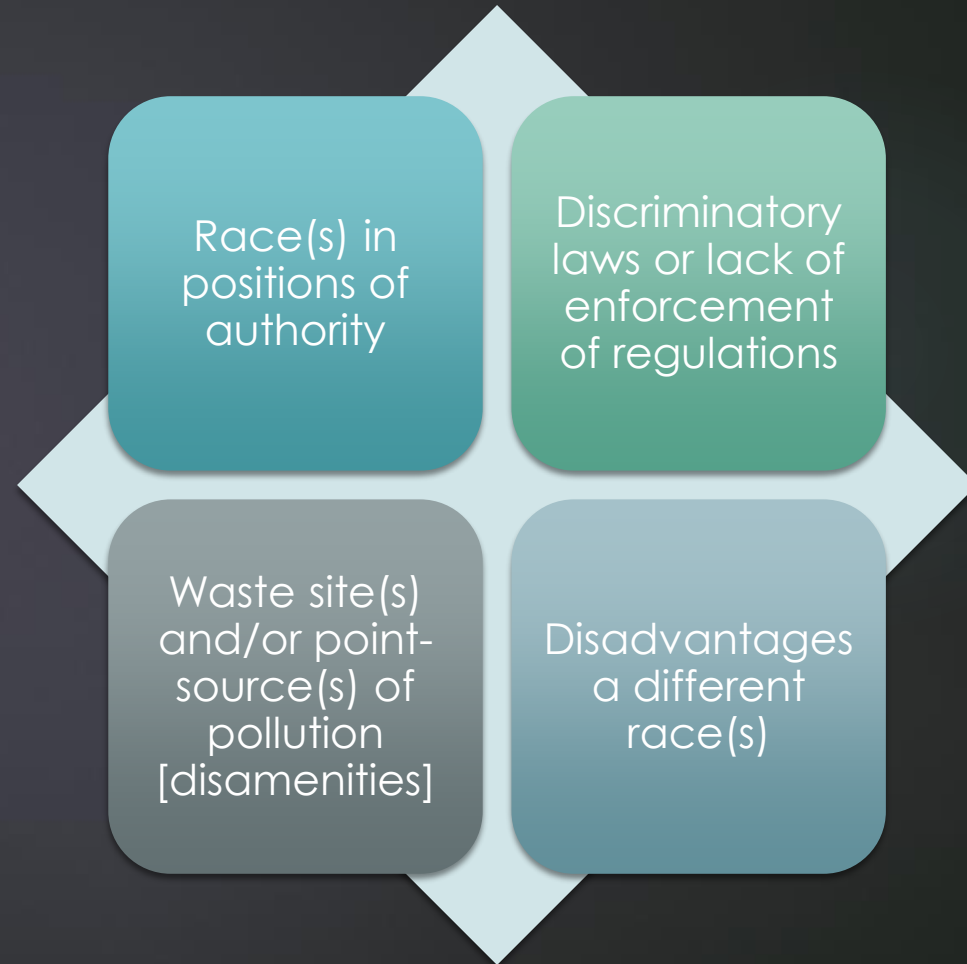 Race(s) in
positions of
authority
Discriminatory
laws or lack of
enforcement
of regulations
Waste site(s)
and/or point-
source(s) of
pollution
[disamenities]
Disadvantages
a different
race(s)